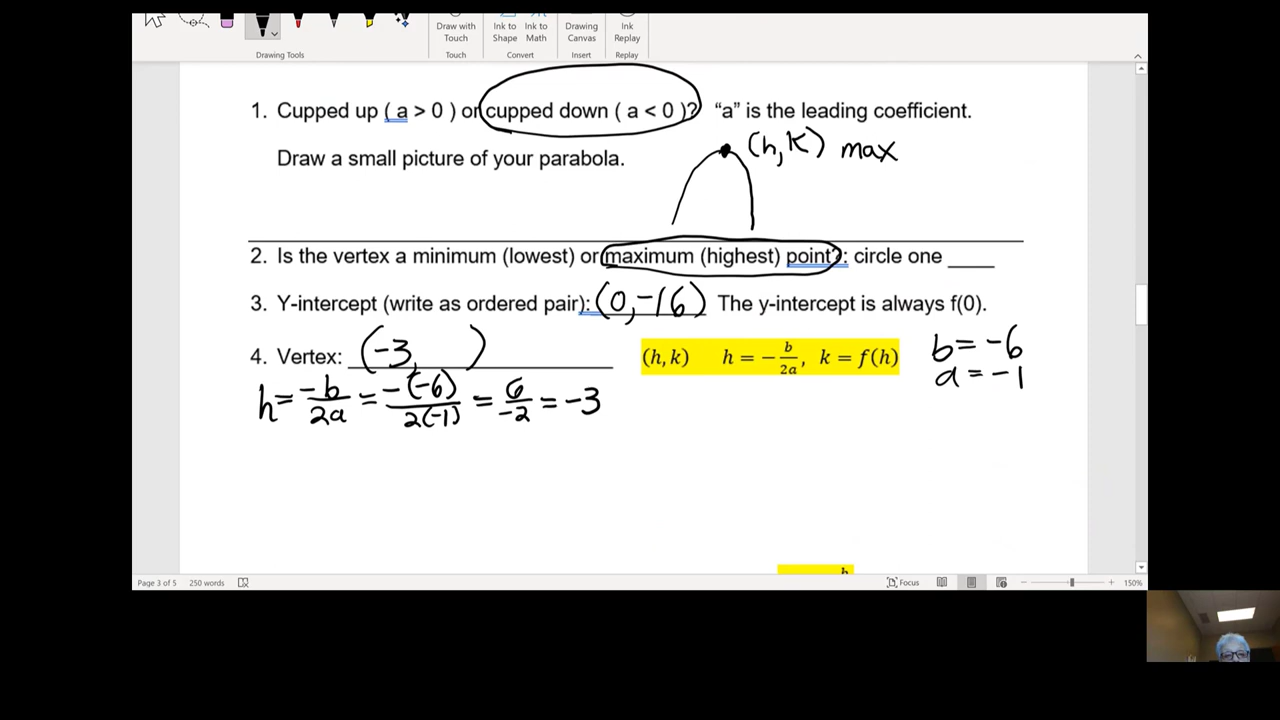 Draw with Touch
Ink to Shape
Ink to Math
Drawing Canvas
Ink Replay
Drawing Tools
Touch
Convert
Insert
Replay
1. Cupped up ( a > 0 ) or cupped down ( a < 0 )? “a” is the leading coefficient.
(h, k) max
Draw a small picture of your parabola.
2. Is the vertex a minimum (lowest) or maximum (highest) point?: circle one ____
3. Y-intercept (write as ordered pair): (0, -16) The y-intercept is always f(0).
4. Vertex: (-3, ) (h, k) h = −b/2a, k = f(h) b = -6
a = -1
h = -b/2a = -(-6)/2(-1) = 6/-2 = -3
Page 3 of 5 250 words Focus 150%